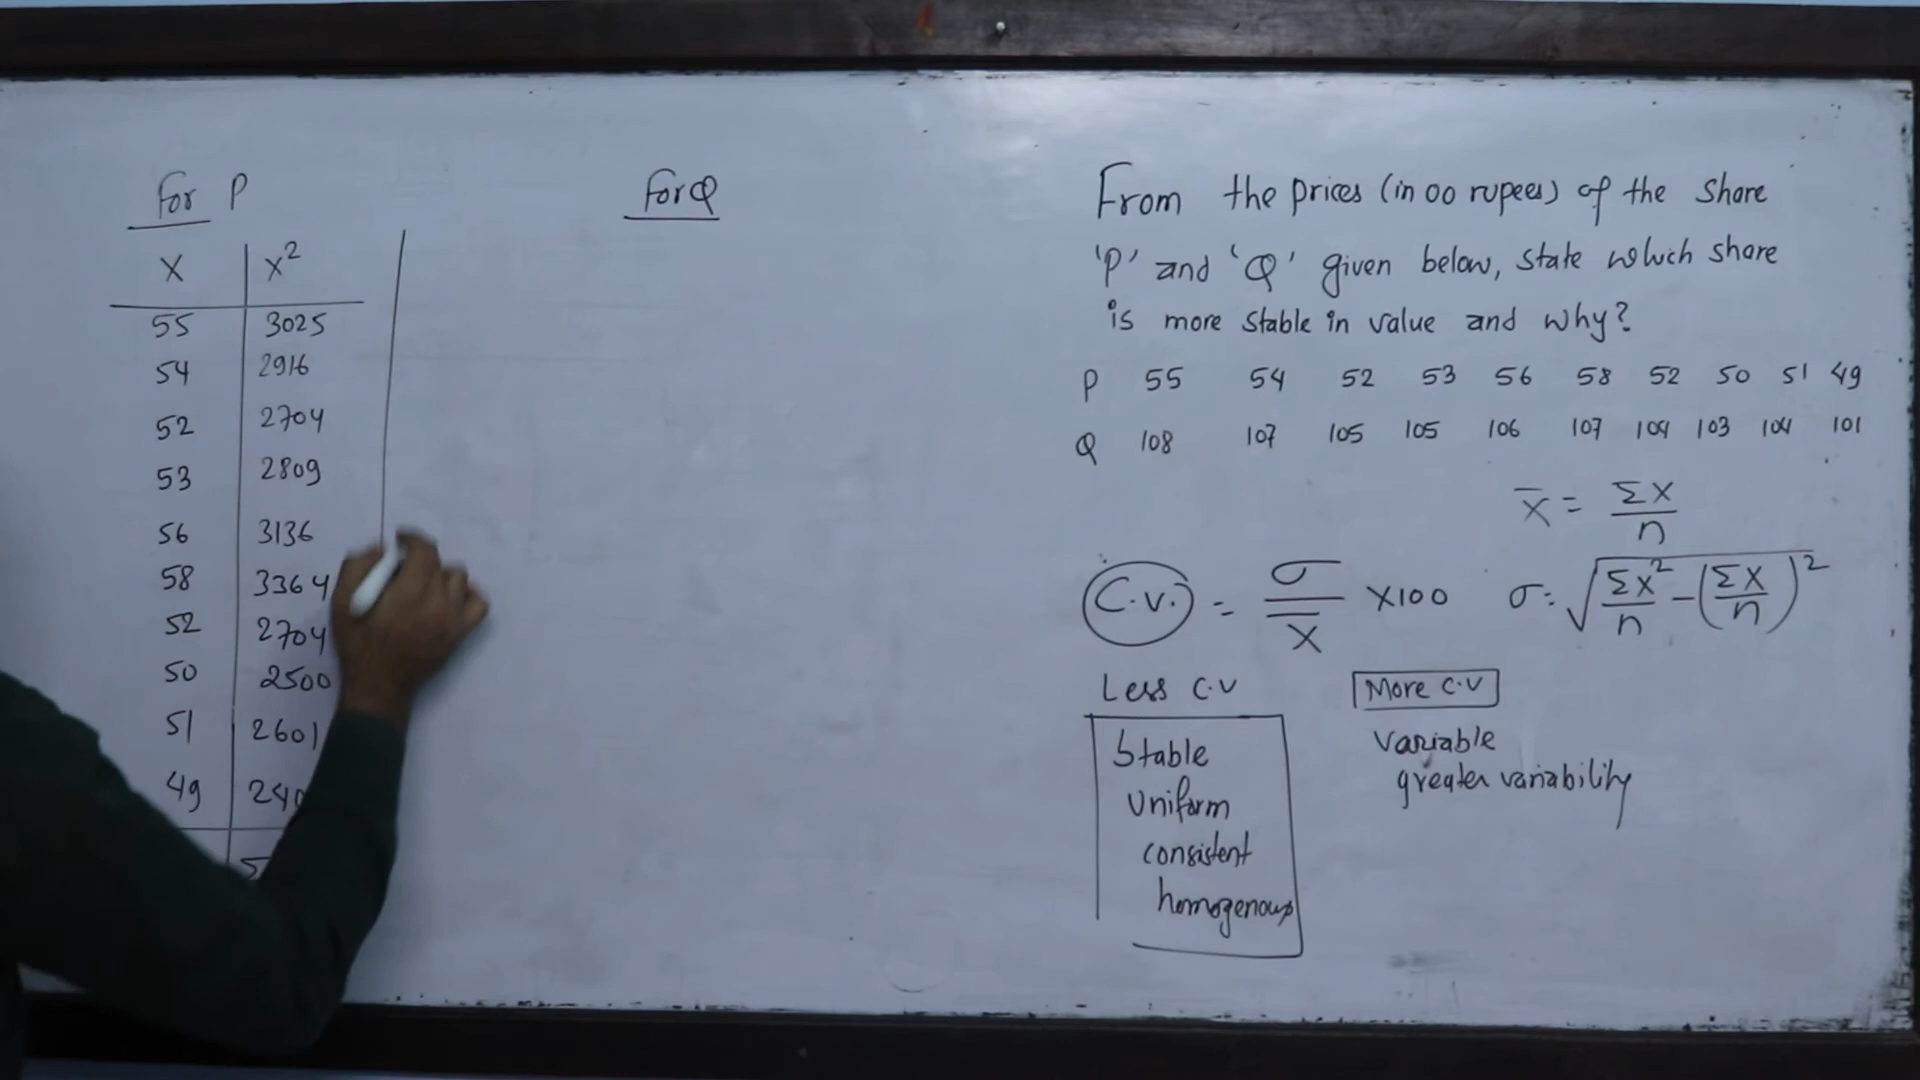 For P
X X²
55 3025
54 2916
52 2704
53 2809
56 3136
58 3364
52 2704
50 2500
51 2601
49 240
5
For Q
From the prices (in 00 rupees) of the share
'P' and 'Q' given below, state which share
is more stable in value and why?
P 55 54 52 53 56 58 52 50 51 49
Q 108 107 105 105 106 107 104 103 104 101
X̅ = ΣX/n
C.V. = σ/X̅ X100 σ = √(ΣX²/n - (ΣX/n)²)
Less C.V
Stable
Uniform
consistent
homogenous
More C.V
Variable
greater variability